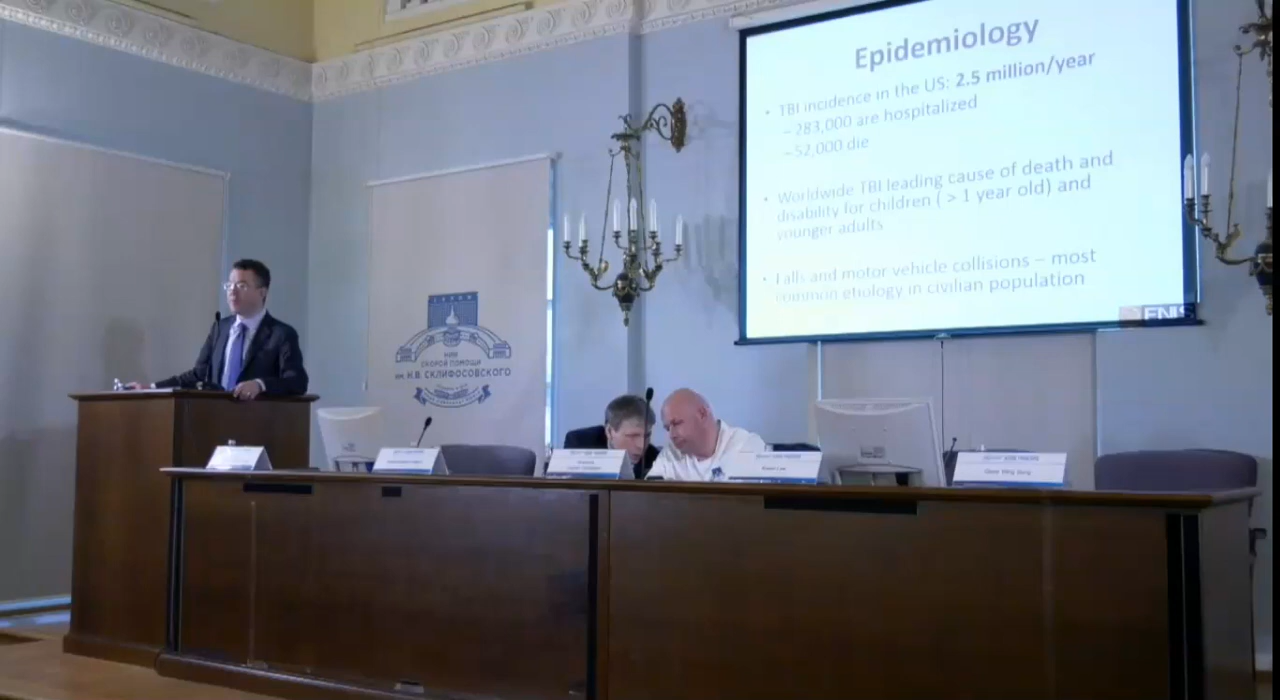 Epidemiology
• TBI incidence in the US: 2.5 million/year
– 283,000 are hospitalized
– 52,000 die
• Worldwide TBI leading cause of death and
disability for children ( > 1 year old) and
younger adults
• Falls and motor vehicle collisions – most
common etiology in civilian population
НИИ
СКОРОЙ ПОМОЩИ
им. Н.В. СКЛИФОСОВСКОГО